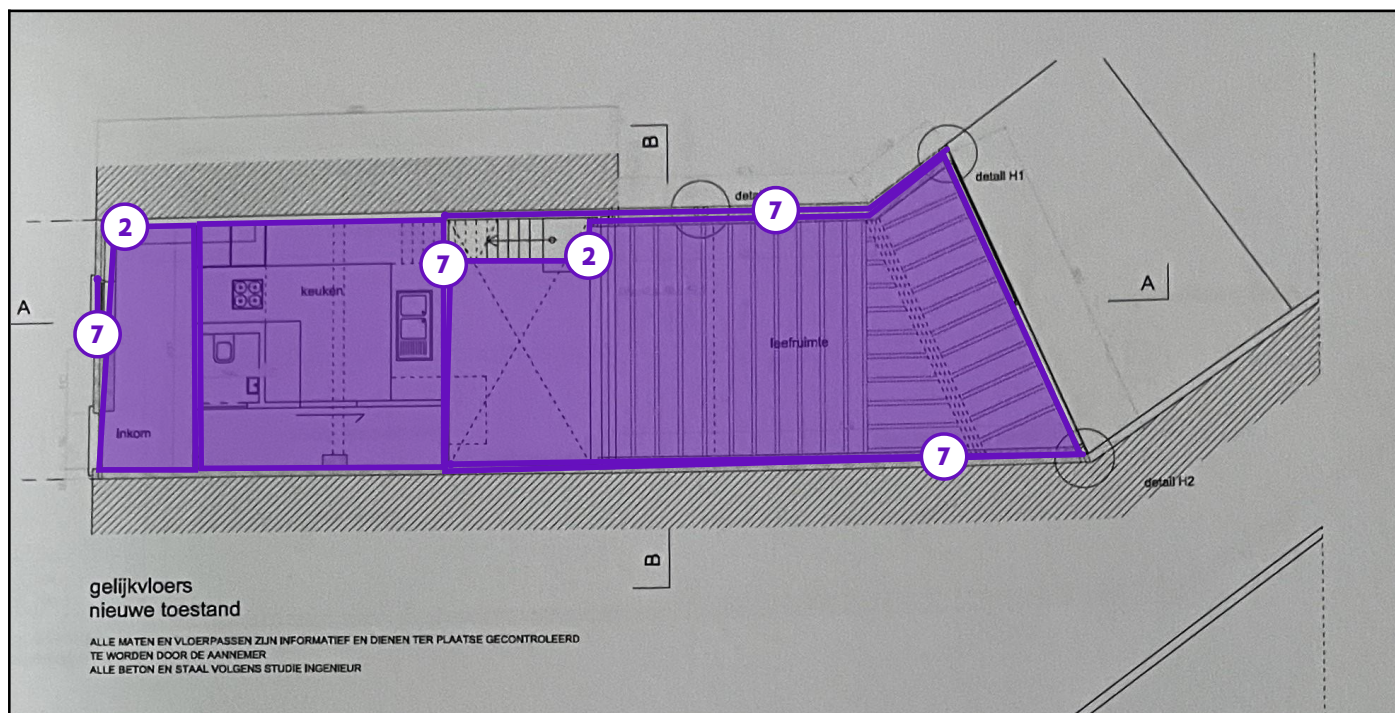 B
detail H1
7
2
2
7
keuken
A
A
7
leefruimte
Inkom
7
detail H2
B
gelijkvloers
nieuwe toestand
ALLE MATEN EN VLOERPASSEN ZIJN INFORMATIEF EN DIENEN TER PLAATSE GECONTROLEERD
TE WORDEN DOOR DE AANNEMER
ALLE BETON EN STAAL VOLGENS STUDIE INGENIEUR